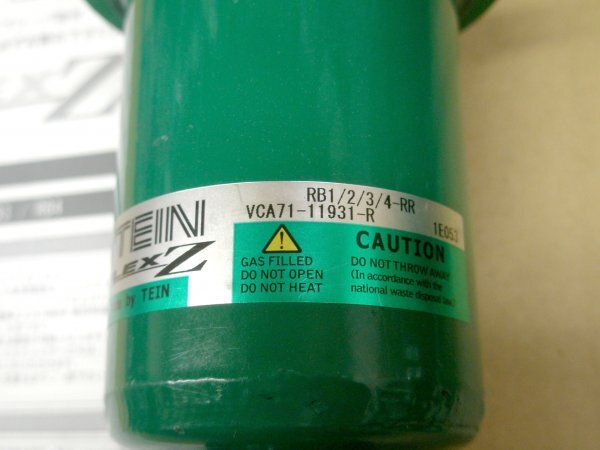 RB1/2/3/4-RR
VCA71-11931-R
1E053
TEIN
LEX Z
by TEIN
GAS FILLED
DO NOT OPEN
DO NOT HEAT
CAUTION
DO NOT THROW AWAY
(In accordance with the
national waste disposal law.)